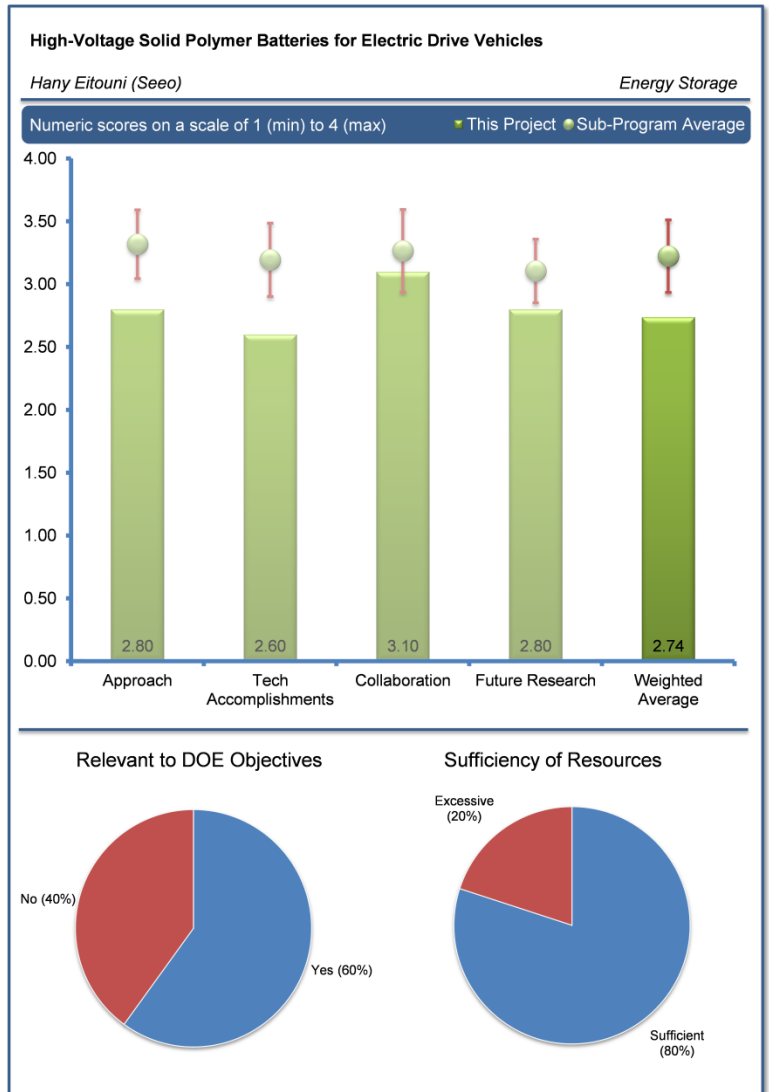 High-Voltage Solid Polymer Batteries for Electric Drive Vehicles
Hany Eitouni (Seeo) Energy Storage
Numeric scores on a scale of 1 (min) to 4 (max) This Project Sub-Program Average
4.00
3.50
3.00
2.50
2.00
1.50
1.00
0.50
0.00
2.80 2.60 3.10 2.80 2.74
Approach Tech Accomplishments Collaboration Future Research Weighted Average
Relevant to DOE Objectives Sufficiency of Resources
No (40%)
Yes (60%)
Excessive
(20%)
Sufficient
(80%)